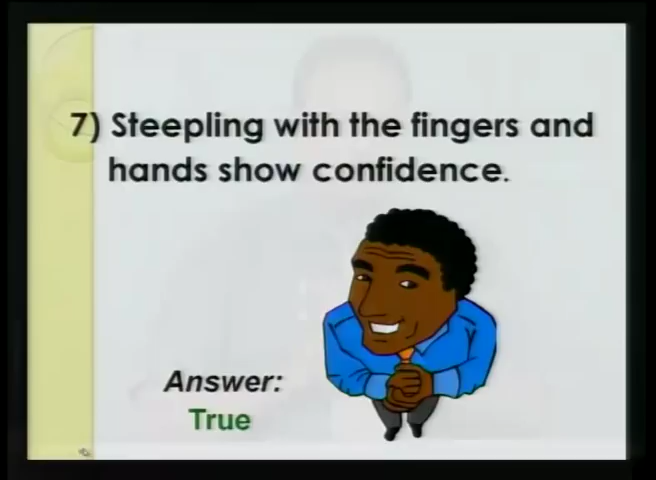 7) Steepling with the fingers and
hands show confidence.
Answer:
True